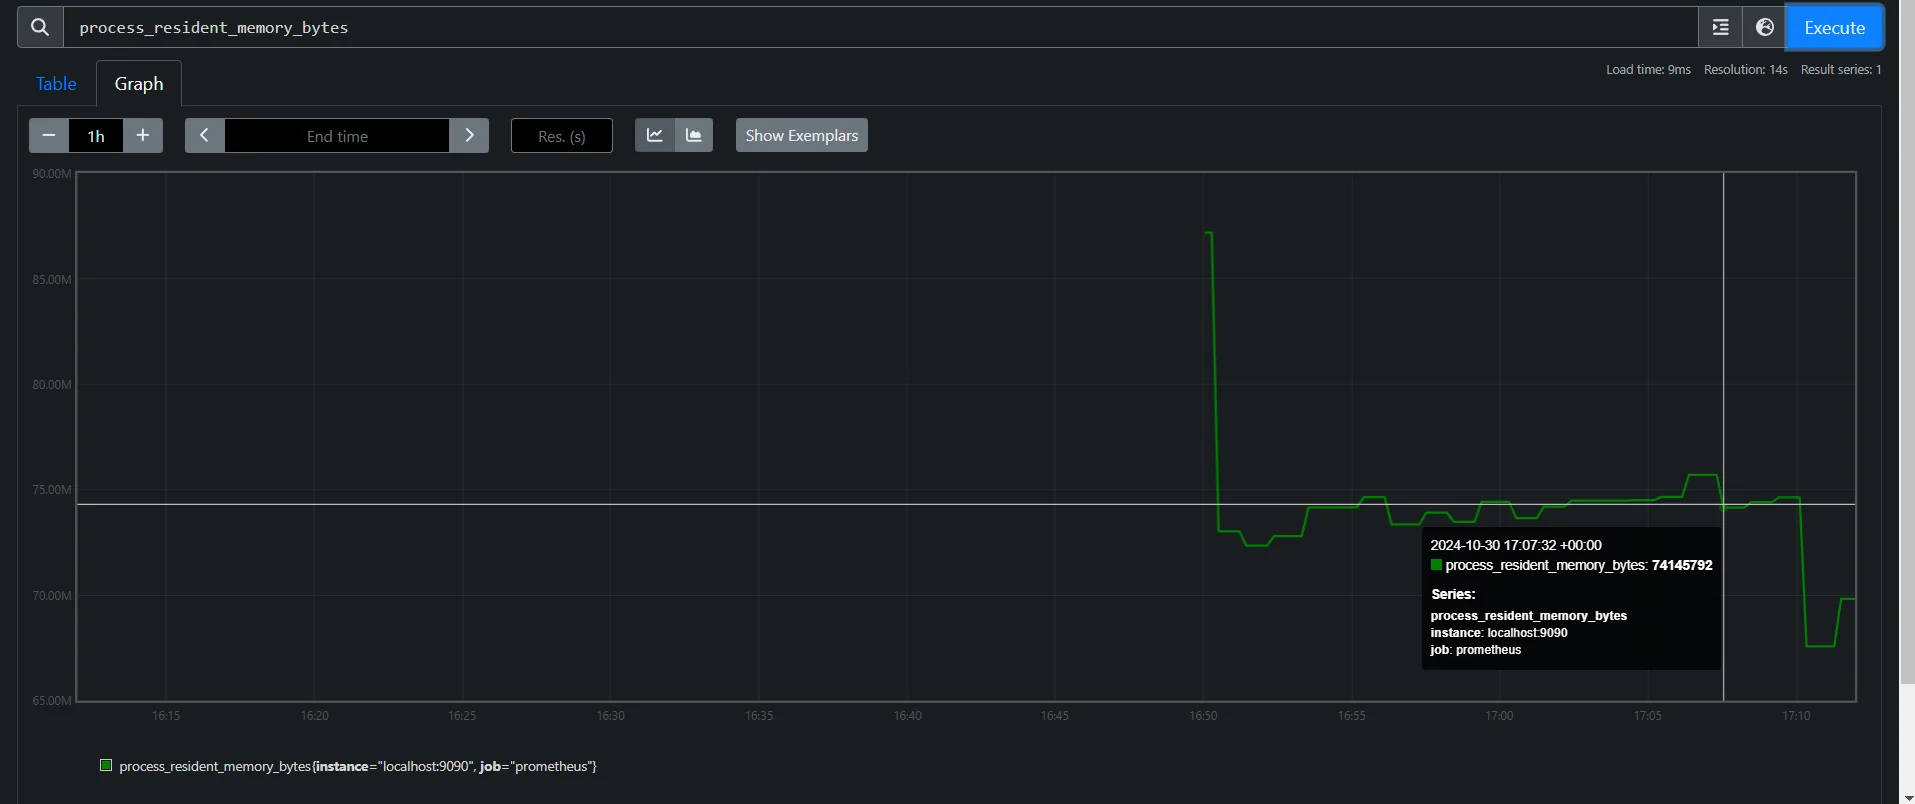 process_resident_memory_bytes
Execute
Table
Graph
Load time: 9ms Resolution: 14s Result series: 1
1h
End time
Res. (s)
Show Exemplars
90.00M
85.00M
80.00M
75.00M
70.00M
65.00M
2024-10-30 17:07:32 +00:00
process_resident_memory_bytes: 74145792
Series:
process_resident_memory_bytes
instance: localhost:9090
job: prometheus
16:15 16:20 16:25 16:30 16:35 16:40 16:45 16:50 16:55 17:00 17:05 17:10
process_resident_memory_bytes{instance="localhost:9090", job="prometheus"}